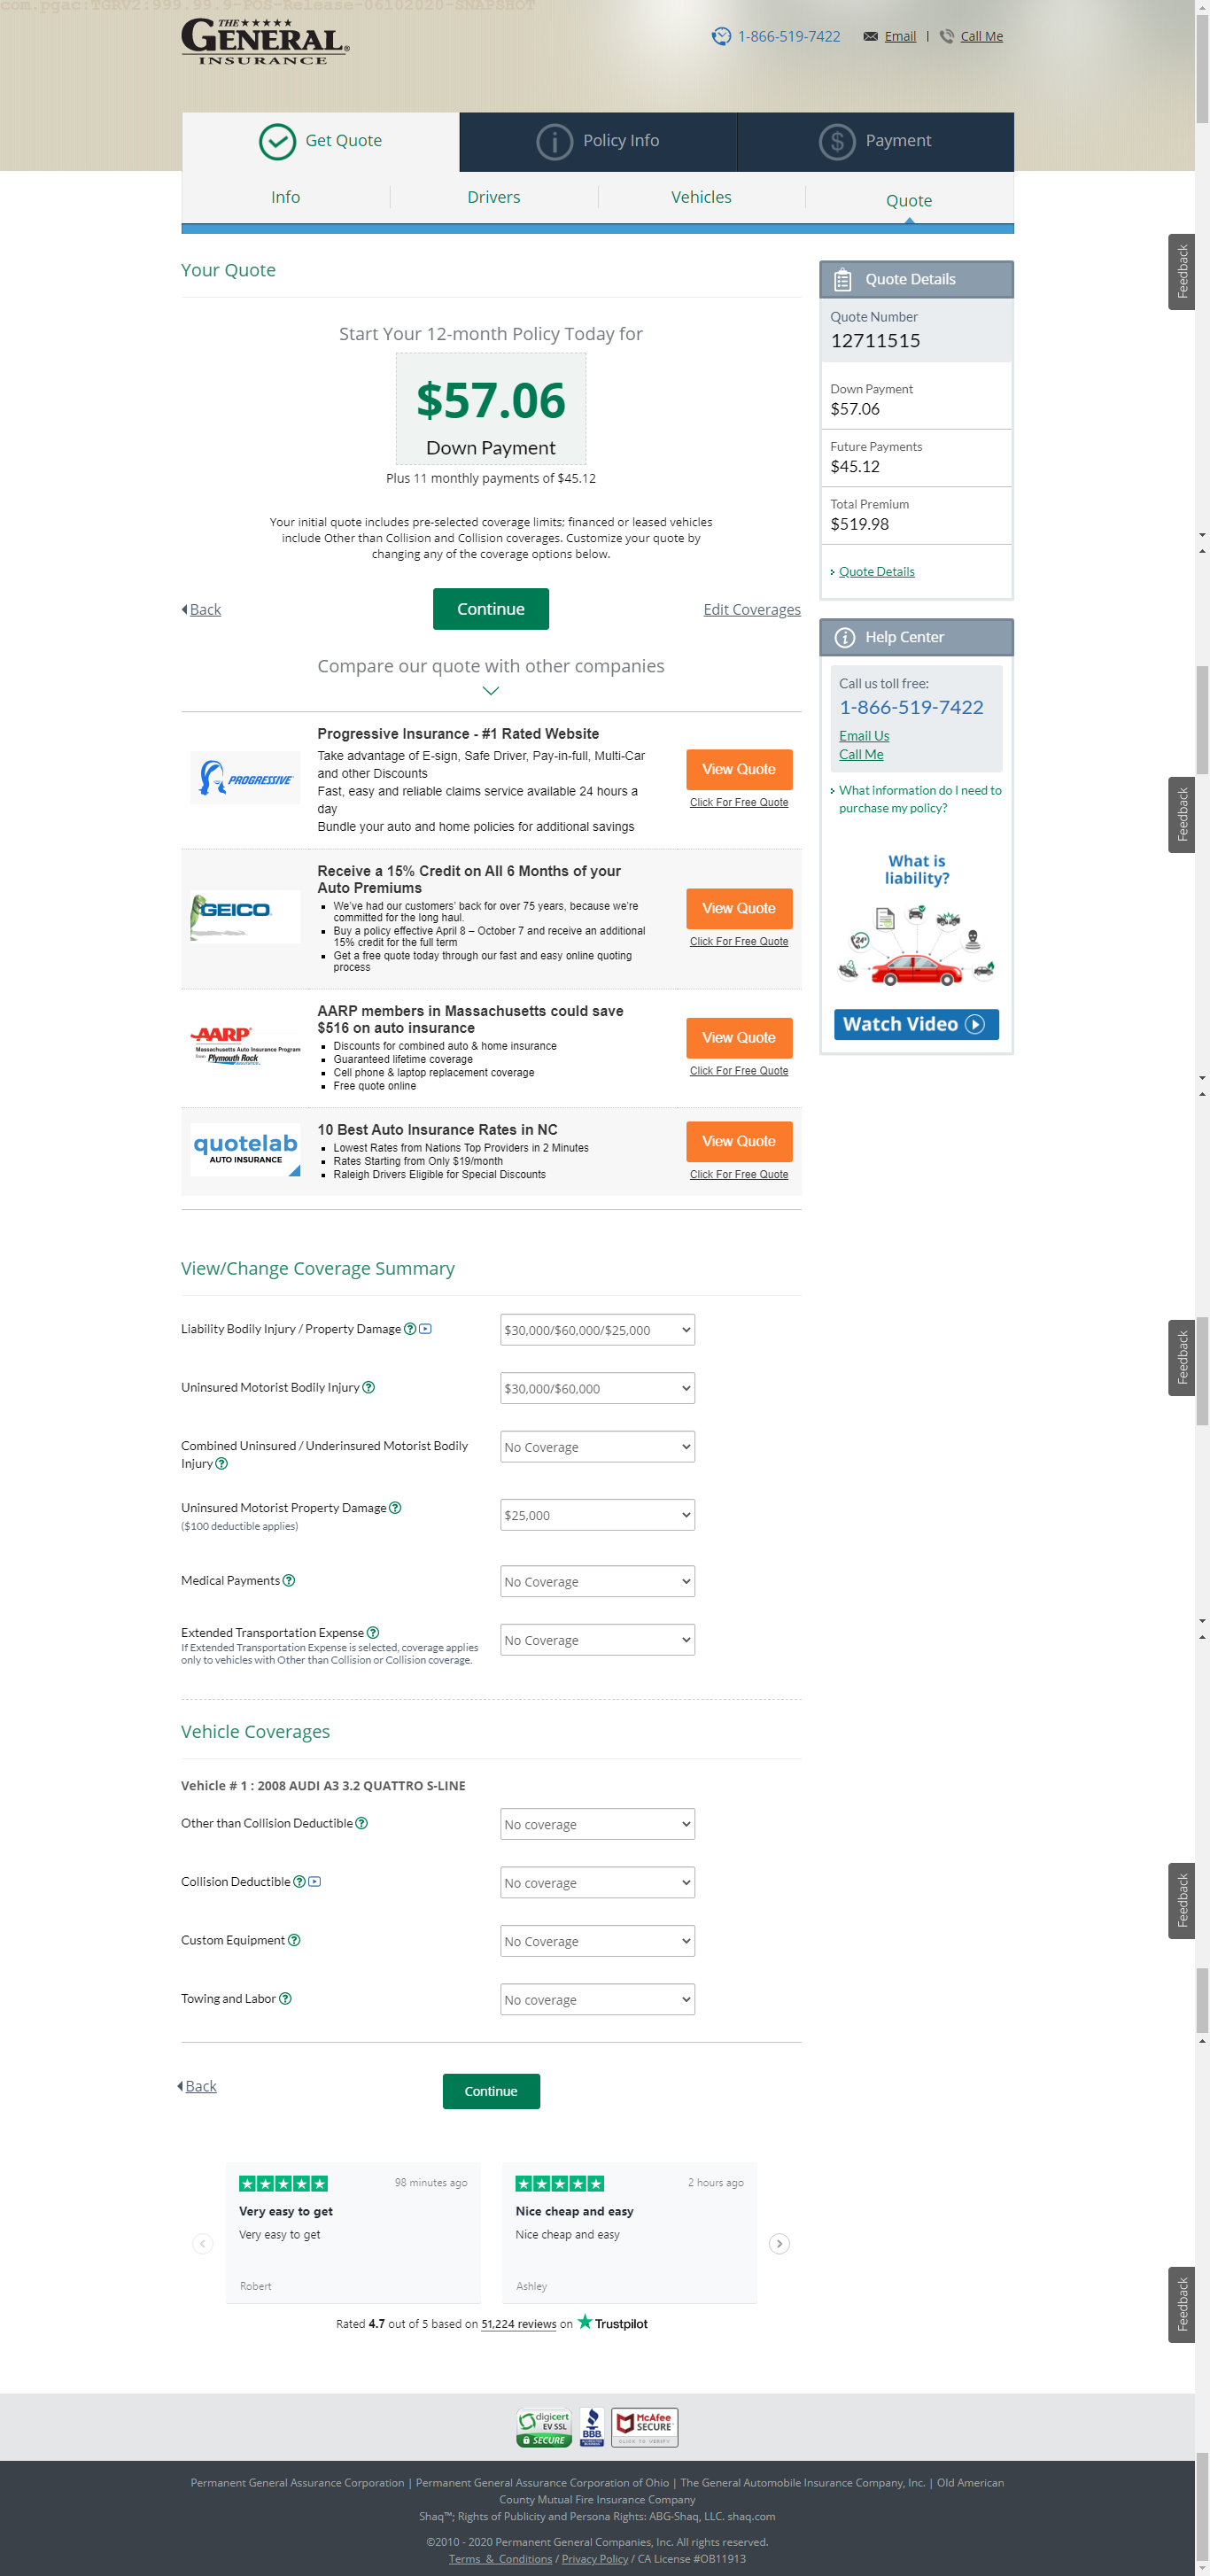 com.pgac:TGRV2:999.99.9-POS-Release-06102020-SNAPSHOT
THE
GENERAL®
INSURANCE
1-866-519-7422 Email | Call Me
Get Quote Policy Info Payment
Info Drivers Vehicles Quote
Feedback
Your Quote
Start Your 12-month Policy Today for
$57.06
Down Payment
Plus 11 monthly payments of $45.12
Your initial quote includes pre-selected coverage limits; financed or leased vehicles
include Other than Collision and Collision coverages. Customize your quote by
changing any of the coverage options below.
Back Continue Edit Coverages
Quote Details
Quote Number
12711515
Down Payment
$57.06
Future Payments
$45.12
Total Premium
$519.98
Quote Details
Help Center
Call us toll free:
1-866-519-7422
Email Us
Call Me
What information do I need to
purchase my policy?
What is
liability?
24hr
Watch Video
Feedback
Compare our quote with other companies
PROGRESSIVE
Progressive Insurance - #1 Rated Website
Take advantage of E-sign, Safe Driver, Pay-in-full, Multi-Car
and other Discounts
Fast, easy and reliable claims service available 24 hours a
day
Bundle your auto and home policies for additional savings
View Quote
Click For Free Quote
GEICO
Receive a 15% Credit on All 6 Months of your
Auto Premiums
We've had our customers' back for over 75 years, because we're
committed for the long haul.
Buy a policy effective April 8 – October 7 and receive an additional
15% credit for the full term
Get a free quote today through our fast and easy online quoting
process
View Quote
Click For Free Quote
AARP
Massachusetts Auto Insurance Program
from Plymouth Rock
assurance
AARP members in Massachusetts could save
$516 on auto insurance
Discounts for combined auto & home insurance
Guaranteed lifetime coverage
Cell phone & laptop replacement coverage
Free quote online
View Quote
Click For Free Quote
quotelab
AUTO INSURANCE
10 Best Auto Insurance Rates in NC
Lowest Rates from Nations Top Providers in 2 Minutes
Rates Starting from Only $19/month
Raleigh Drivers Eligible for Special Discounts
View Quote
Click For Free Quote
View/Change Coverage Summary
Liability Bodily Injury / Property Damage $30,000/$60,000/$25,000
Feedback
Uninsured Motorist Bodily Injury $30,000/$60,000
Combined Uninsured / Underinsured Motorist Bodily
Injury No Coverage
Uninsured Motorist Property Damage
($100 deductible applies) $25,000
Medical Payments No Coverage
Extended Transportation Expense No Coverage
If Extended Transportation Expense is selected, coverage applies
only to vehicles with Other than Collision or Collision coverage.
Vehicle Coverages
Vehicle # 1 : 2008 AUDI A3 3.2 QUATTRO S-LINE
Other than Collision Deductible No coverage
Collision Deductible No coverage
Feedback
Custom Equipment No Coverage
Towing and Labor No coverage
Back Continue
98 minutes ago
Very easy to get
Very easy to get
Robert
2 hours ago
Nice cheap and easy
Nice cheap and easy
Ashley
Feedback
Rated 4.7 out of 5 based on 51,224 reviews on Trustpilot
digicert
EV SSL
SECURE
BBB
McAfee
SECURE
CLICK TO VERIFY
Permanent General Assurance Corporation | Permanent General Assurance Corporation of Ohio | The General Automobile Insurance Company, Inc. | Old American
County Mutual Fire Insurance Company
Shaq™; Rights of Publicity and Persona Rights: ABG-Shaq, LLC. shaq.com
©2010 - 2020 Permanent General Companies, Inc. All rights reserved.
Terms & Conditions / Privacy Policy / CA License #OB11913